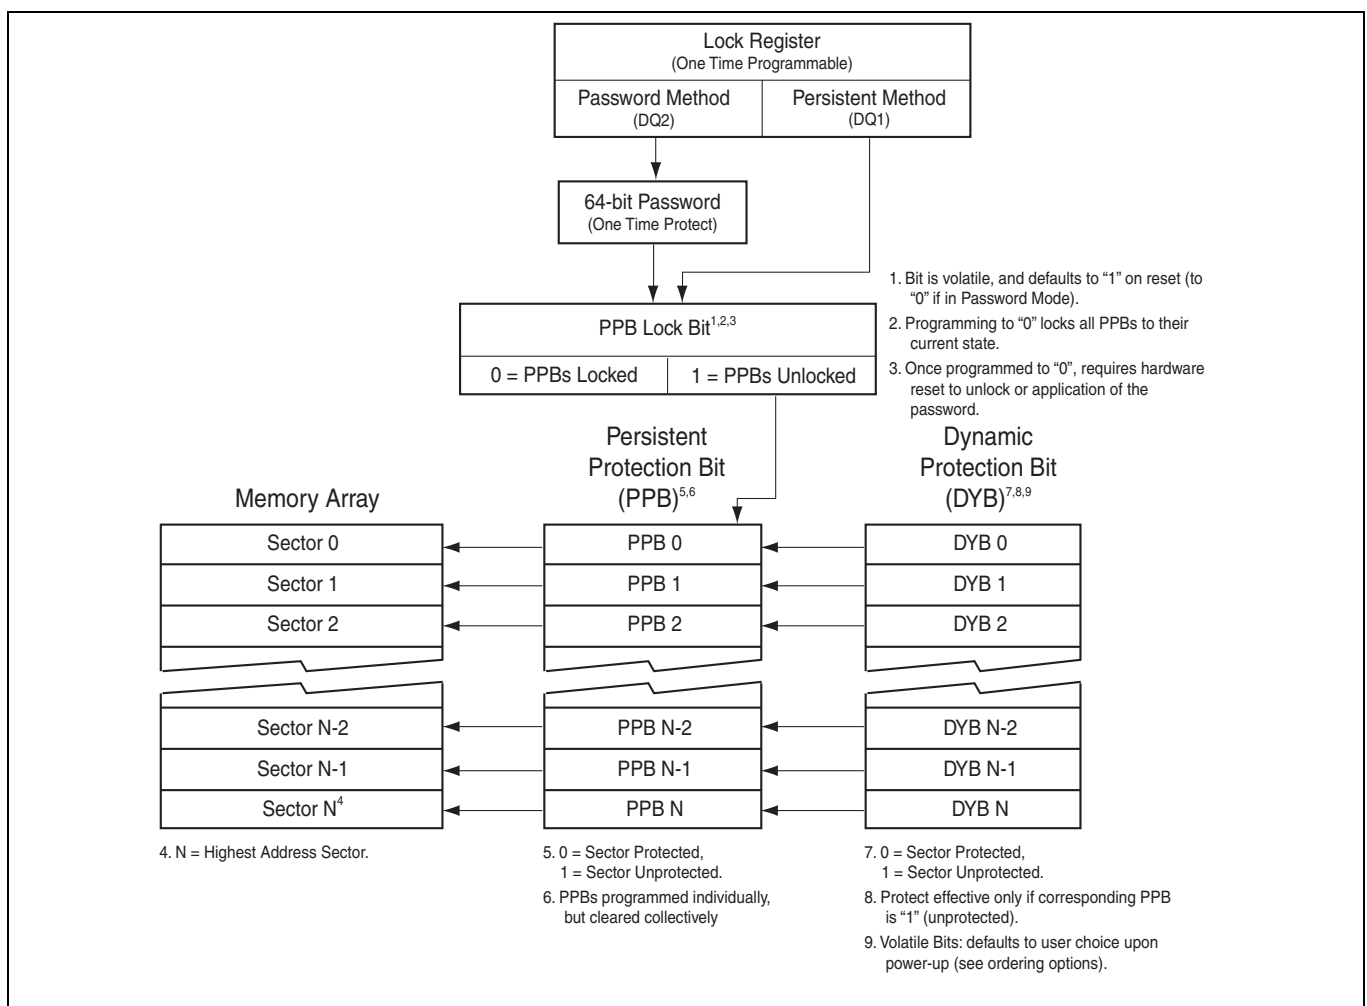 Lock Register
(One Time Programmable)
Password Method
(DQ2)
Persistent Method
(DQ1)
64-bit Password
(One Time Protect)
PPB Lock Bit1,2,3
0 = PPBs Locked
1 = PPBs Unlocked
1. Bit is volatile, and defaults to “1” on reset (to
“0” if in Password Mode).
2. Programming to “0” locks all PPBs to their
current state.
3. Once programmed to “0”, requires hardware
reset to unlock or application of the
password.
Memory Array
Persistent
Protection Bit
(PPB)5,6
Dynamic
Protection Bit
(DYB)7,8,9
Sector 0
PPB 0
DYB 0
Sector 1
PPB 1
DYB 1
Sector 2
PPB 2
DYB 2
Sector N-2
PPB N-2
DYB N-2
Sector N-1
PPB N-1
DYB N-1
Sector N4
PPB N
DYB N
4. N = Highest Address Sector.
5. 0 = Sector Protected,
1 = Sector Unprotected.
6. PPBs programmed individually,
but cleared collectively
7. 0 = Sector Protected,
1 = Sector Unprotected.
8. Protect effective only if corresponding PPB
is “1” (unprotected).
9. Volatile Bits: defaults to user choice upon
power-up (see ordering options).